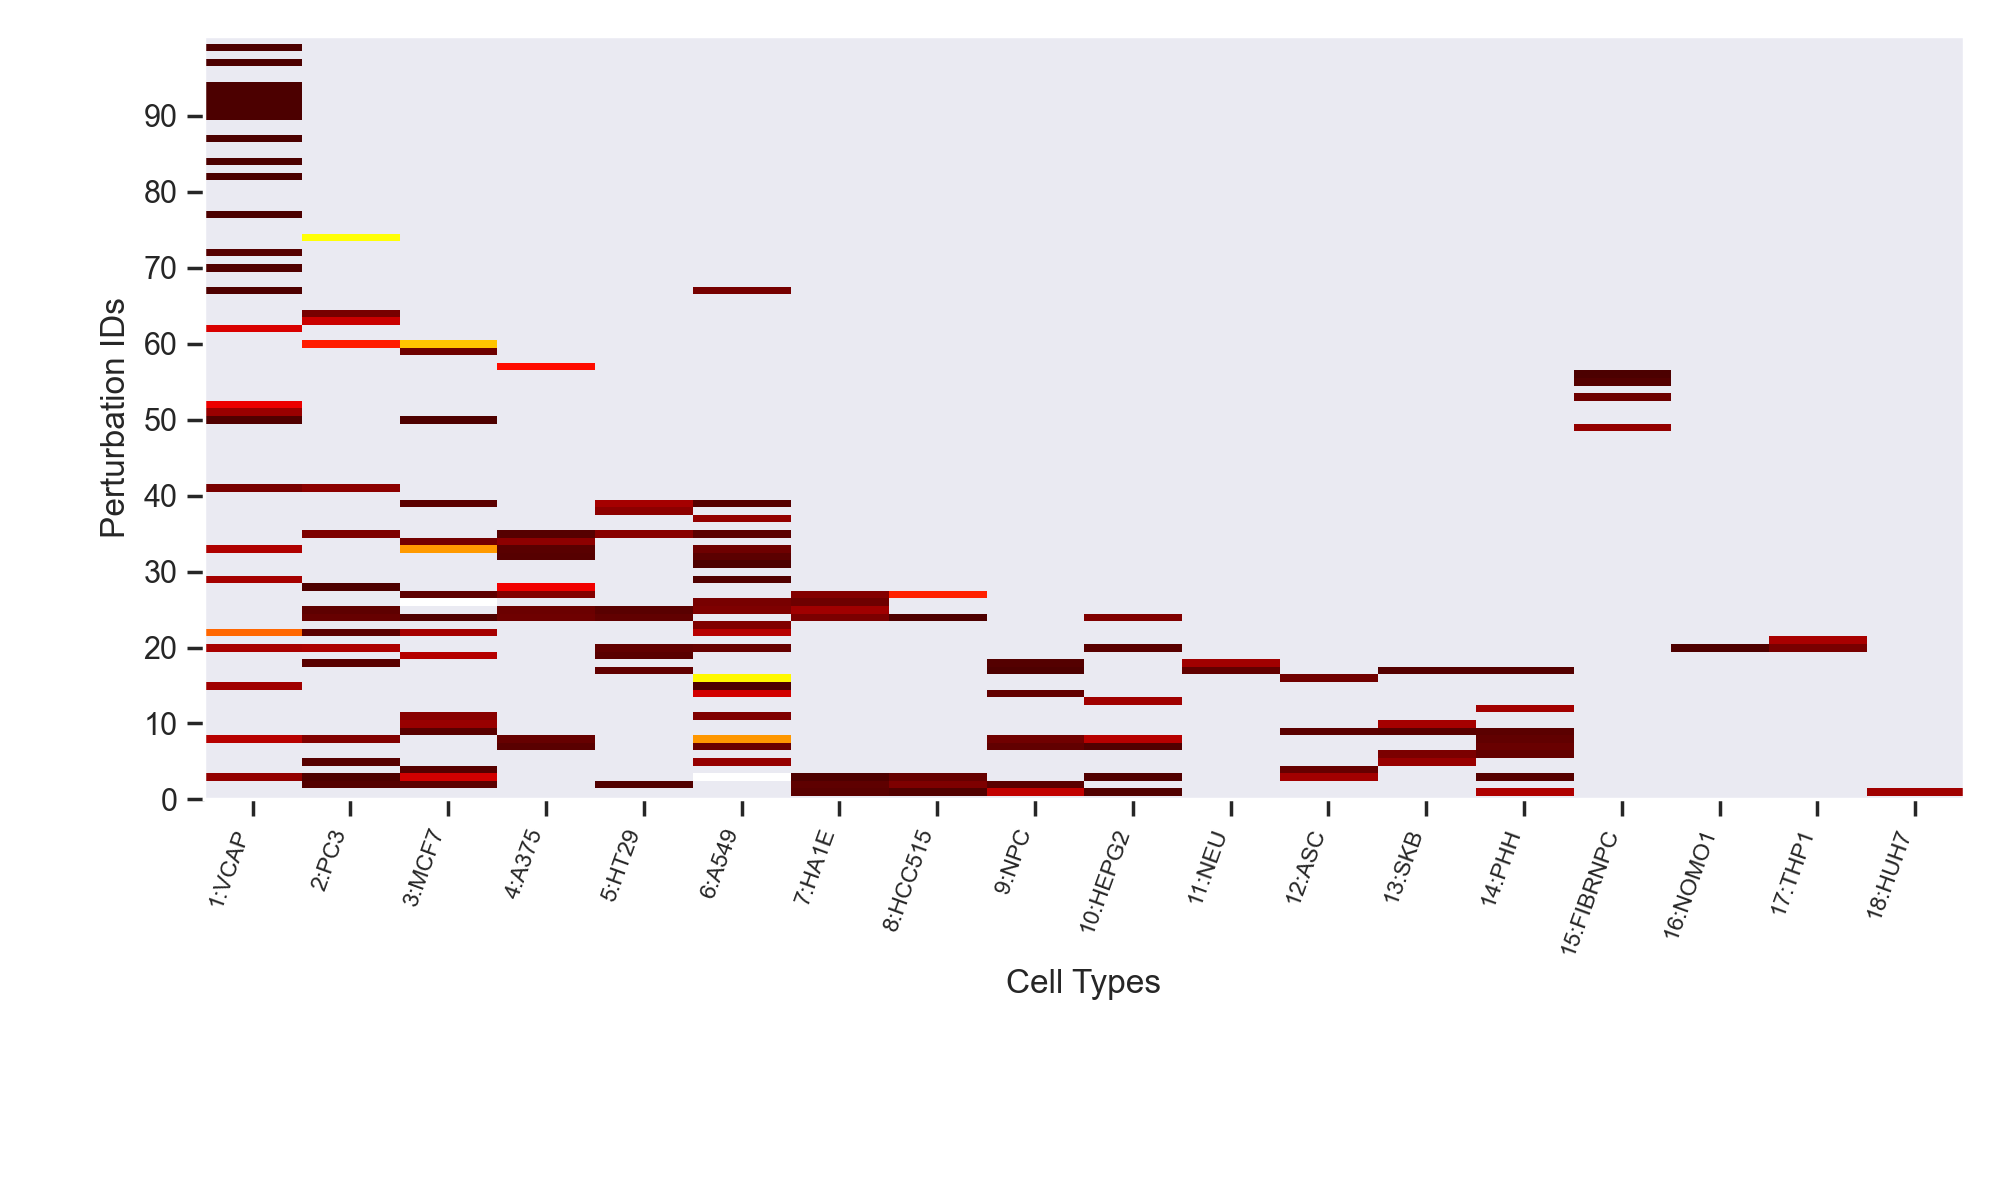 90
80
70
60
50
40
30
20
10
0
Perturbation IDs
1:VCAP
2:PC3
3:MCF7
4:A375
5:HT29
6:A549
7:HA1E
8:HCC515
9:NPC
10:HEPG2
11:NEU
12:ASC
13:SKB
14:PHH
15:FIBRNPC
16:NOMO1
17:THP1
18:HUH7
Cell Types